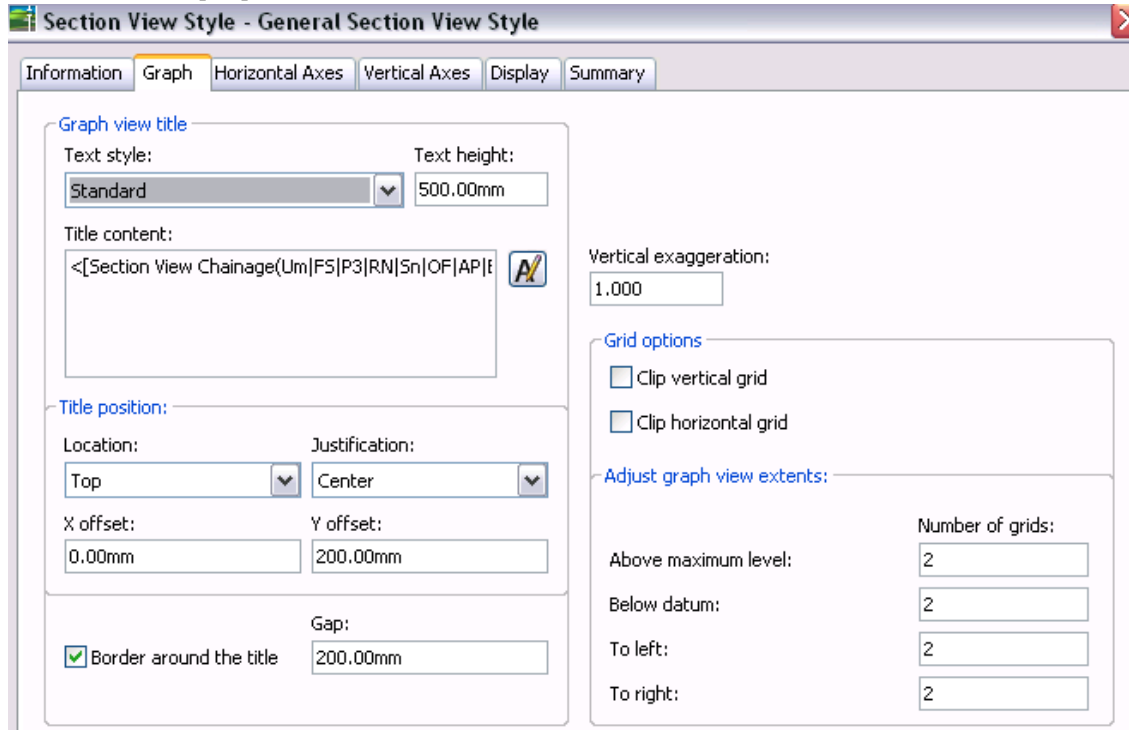 Section View Style - General Section View Style
Information Graph Horizontal Axes Vertical Axes Display Summary
Graph view title
Text style: Text height:
Standard 500.00mm
Title content:
<[Section View Chainage(Um|FS|P3|RN|Sn|OF|AP|E
Vertical exaggeration:
1.000
Grid options
Clip vertical grid
Clip horizontal grid
Title position:
Location: Justification:
Top Center
X offset: Y offset:
0.00mm 200.00mm
Gap:
Border around the title 200.00mm
Adjust graph view extents:
Number of grids:
Above maximum level: 2
Below datum: 2
To left: 2
To right: 2